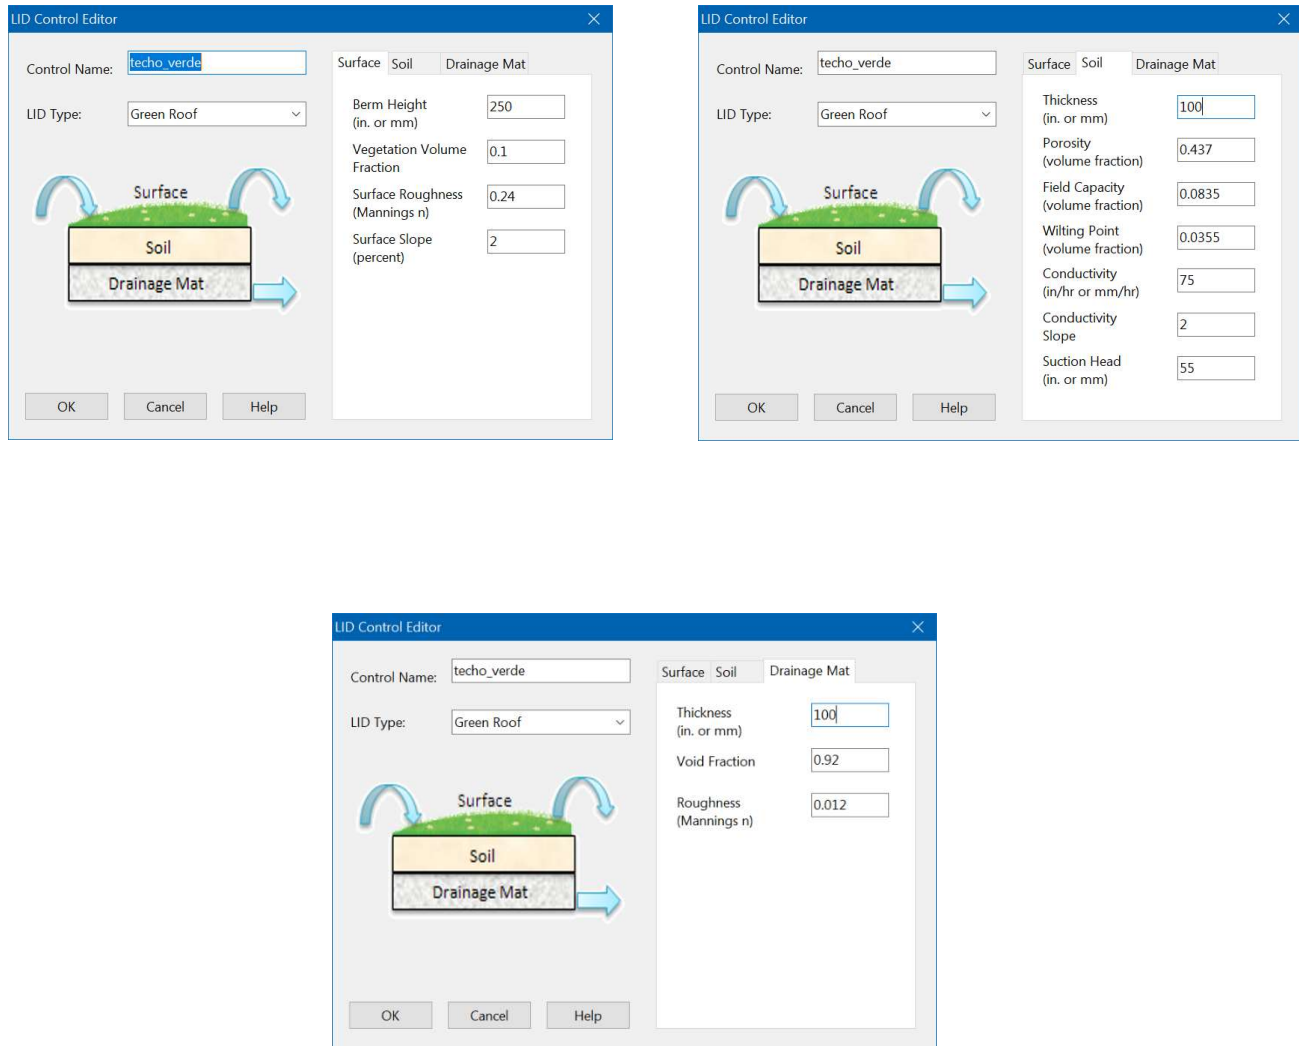 LID Control Editor
Control Name:
techo_verde
LID Type:
Green Roof
Surface
Soil
Drainage Mat
OK
Cancel
Help
Surface
Soil
Drainage Mat
Berm Height
(in. or mm)
250
Vegetation Volume
Fraction
0.1
Surface Roughness
(Mannings n)
0.24
Surface Slope
(percent)
2
LID Control Editor
Control Name:
techo_verde
LID Type:
Green Roof
Surface
Soil
Drainage Mat
OK
Cancel
Help
Surface
Soil
Drainage Mat
Thickness
(in. or mm)
100
Porosity
(volume fraction)
0.437
Field Capacity
(volume fraction)
0.0835
Wilting Point
(volume fraction)
0.0355
Conductivity
(in/hr or mm/hr)
75
Conductivity
Slope
2
Suction Head
(in. or mm)
55
LID Control Editor
Control Name:
techo_verde
LID Type:
Green Roof
Surface
Soil
Drainage Mat
OK
Cancel
Help
Surface
Soil
Drainage Mat
Thickness
(in. or mm)
100
Void Fraction
0.92
Roughness
(Mannings n)
0.012